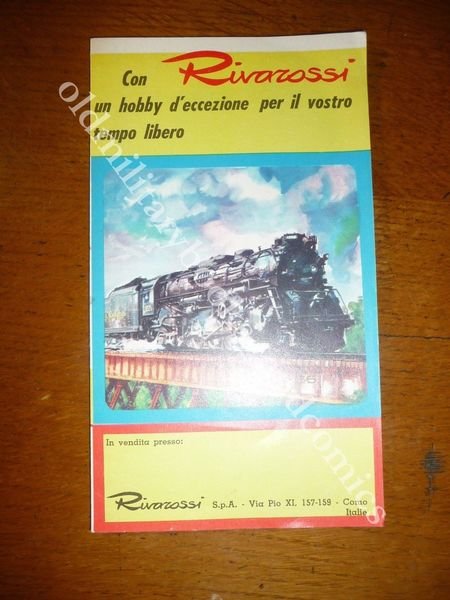 Con Rivarossi
un hobby d'eccezione per il vostro
tempo libero
In vendita presso:
Rivarossi S.p.A. - Via Pio XI, 157-159 - Como
Italie